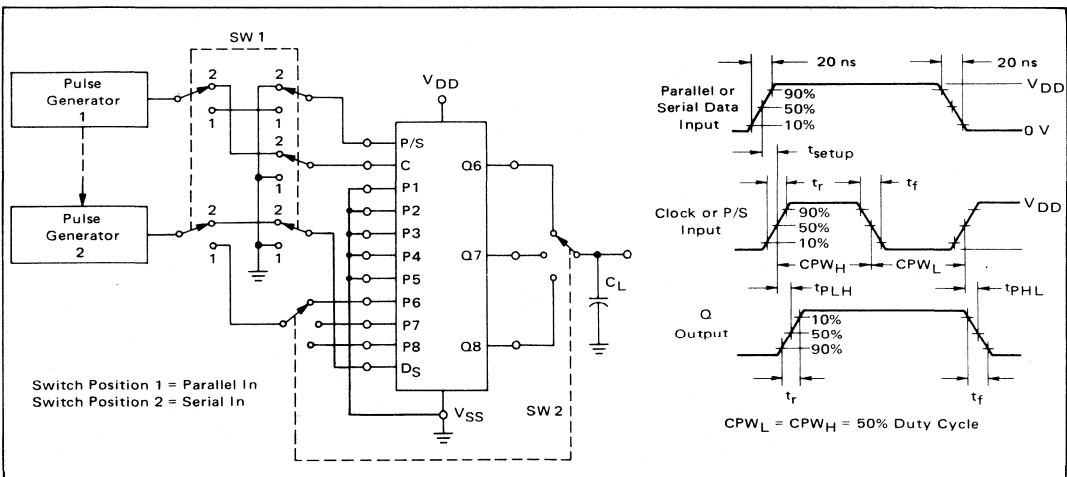 SW 1
Pulse
Generator
1
Pulse
Generator
2
2
1
2
1
2
1
2
1
2
1
VDD
P/S
C
P1
P2
P3
P4
P5
P6
P7
P8
DS
Q6
Q7
Q8
VSS
CL
SW 2
Switch Position 1 = Parallel In
Switch Position 2 = Serial In
20 ns
20 ns
Parallel or
Serial Data
Input
90%
50%
10%
VDD
0 V
tsetup
tr
tf
Clock or P/S
Input
90%
50%
10%
VDD
CPWH
CPWL
tPLH
tPHL
Q
Output
10%
50%
90%
tr
tf
CPWL = CPWH = 50% Duty Cycle